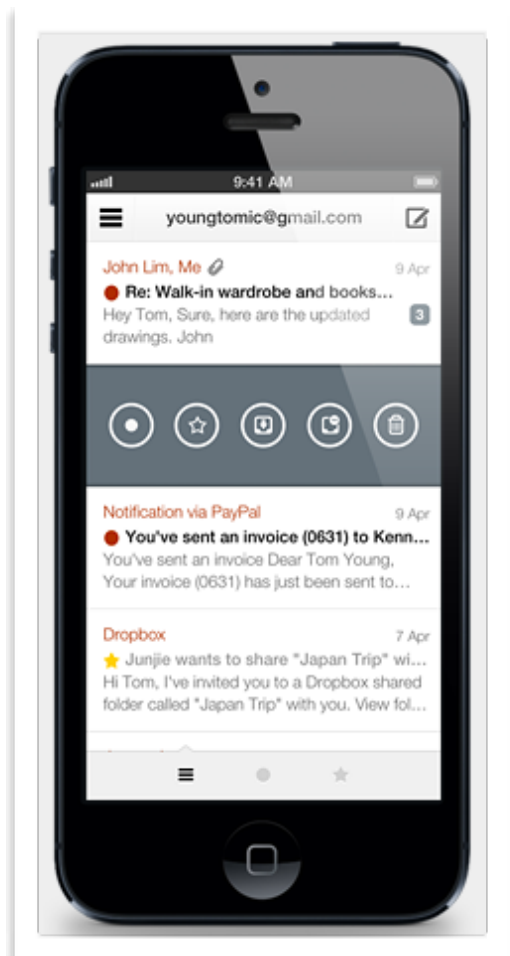 9:41 AM
youngtomic@gmail.com
John Lim, Me
9 Apr
Re: Walk-in wardrobe and books...
Hey Tom, Sure, here are the updated
3
drawings. John
Notification via PayPal
9 Apr
You've sent an invoice (0631) to Kenn...
You've sent an invoice Dear Tom Young,
Your invoice (0631) has just been sent to...
Dropbox
7 Apr
Junjie wants to share "Japan Trip" wi...
Hi Tom, I've invited you to a Dropbox shared
folder called "Japan Trip" with you. View fol...